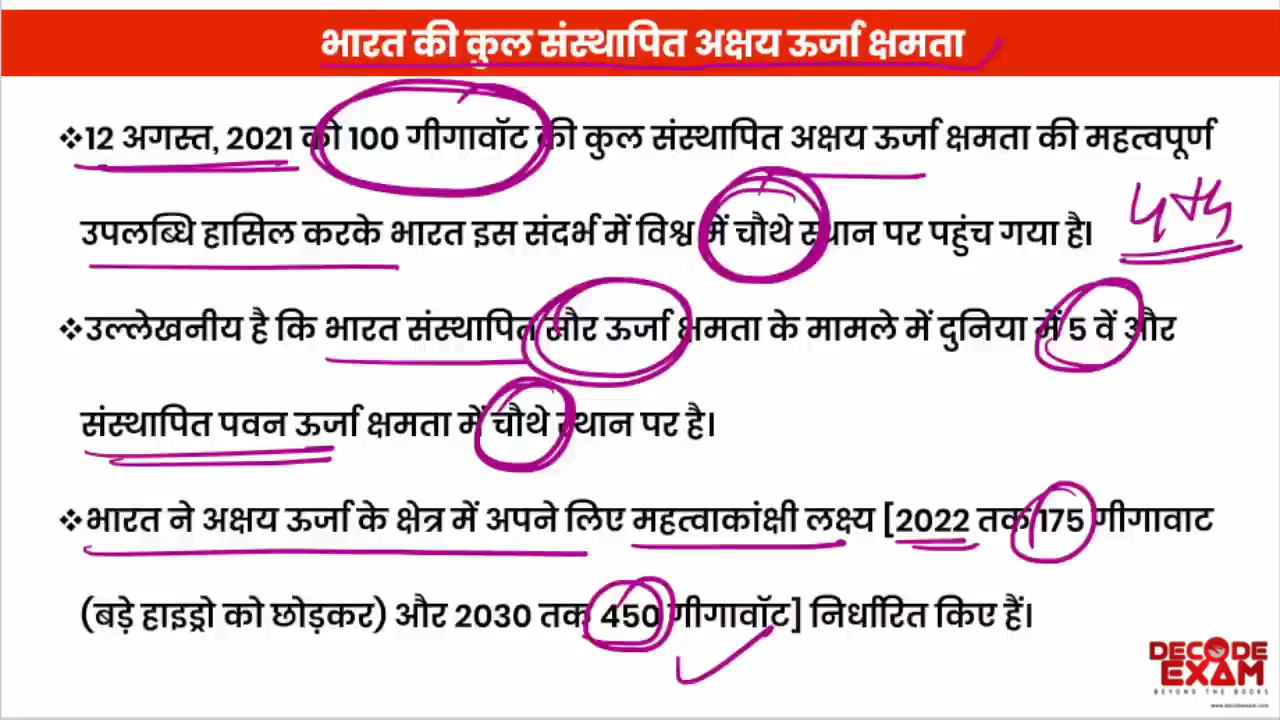 भारत की कुल संस्थापित अक्षय ऊर्जा क्षमता
❖12 अगस्त, 2021 को 100 गीगावॉट की कुल संस्थापित अक्षय ऊर्जा क्षमता की महत्वपूर्ण
उपलब्धि हासिल करके भारत इस संदर्भ में विश्व में चौथे स्थान पर पहुंच गया है।
4th
❖उल्लेखनीय है कि भारत संस्थापित सौर ऊर्जा क्षमता के मामले में दुनिया में 5 वें और
संस्थापित पवन ऊर्जा क्षमता में चौथे स्थान पर है।
❖भारत ने अक्षय ऊर्जा के क्षेत्र में अपने लिए महत्वाकांक्षी लक्ष्य [2022 तक 175 गीगावाट
(बड़े हाइड्रो को छोड़कर) और 2030 तक 450 गीगावॉट] निर्धारित किए हैं।
DECODE
EXAM
BEYOND THE BOOKS
www.decodeexam.com